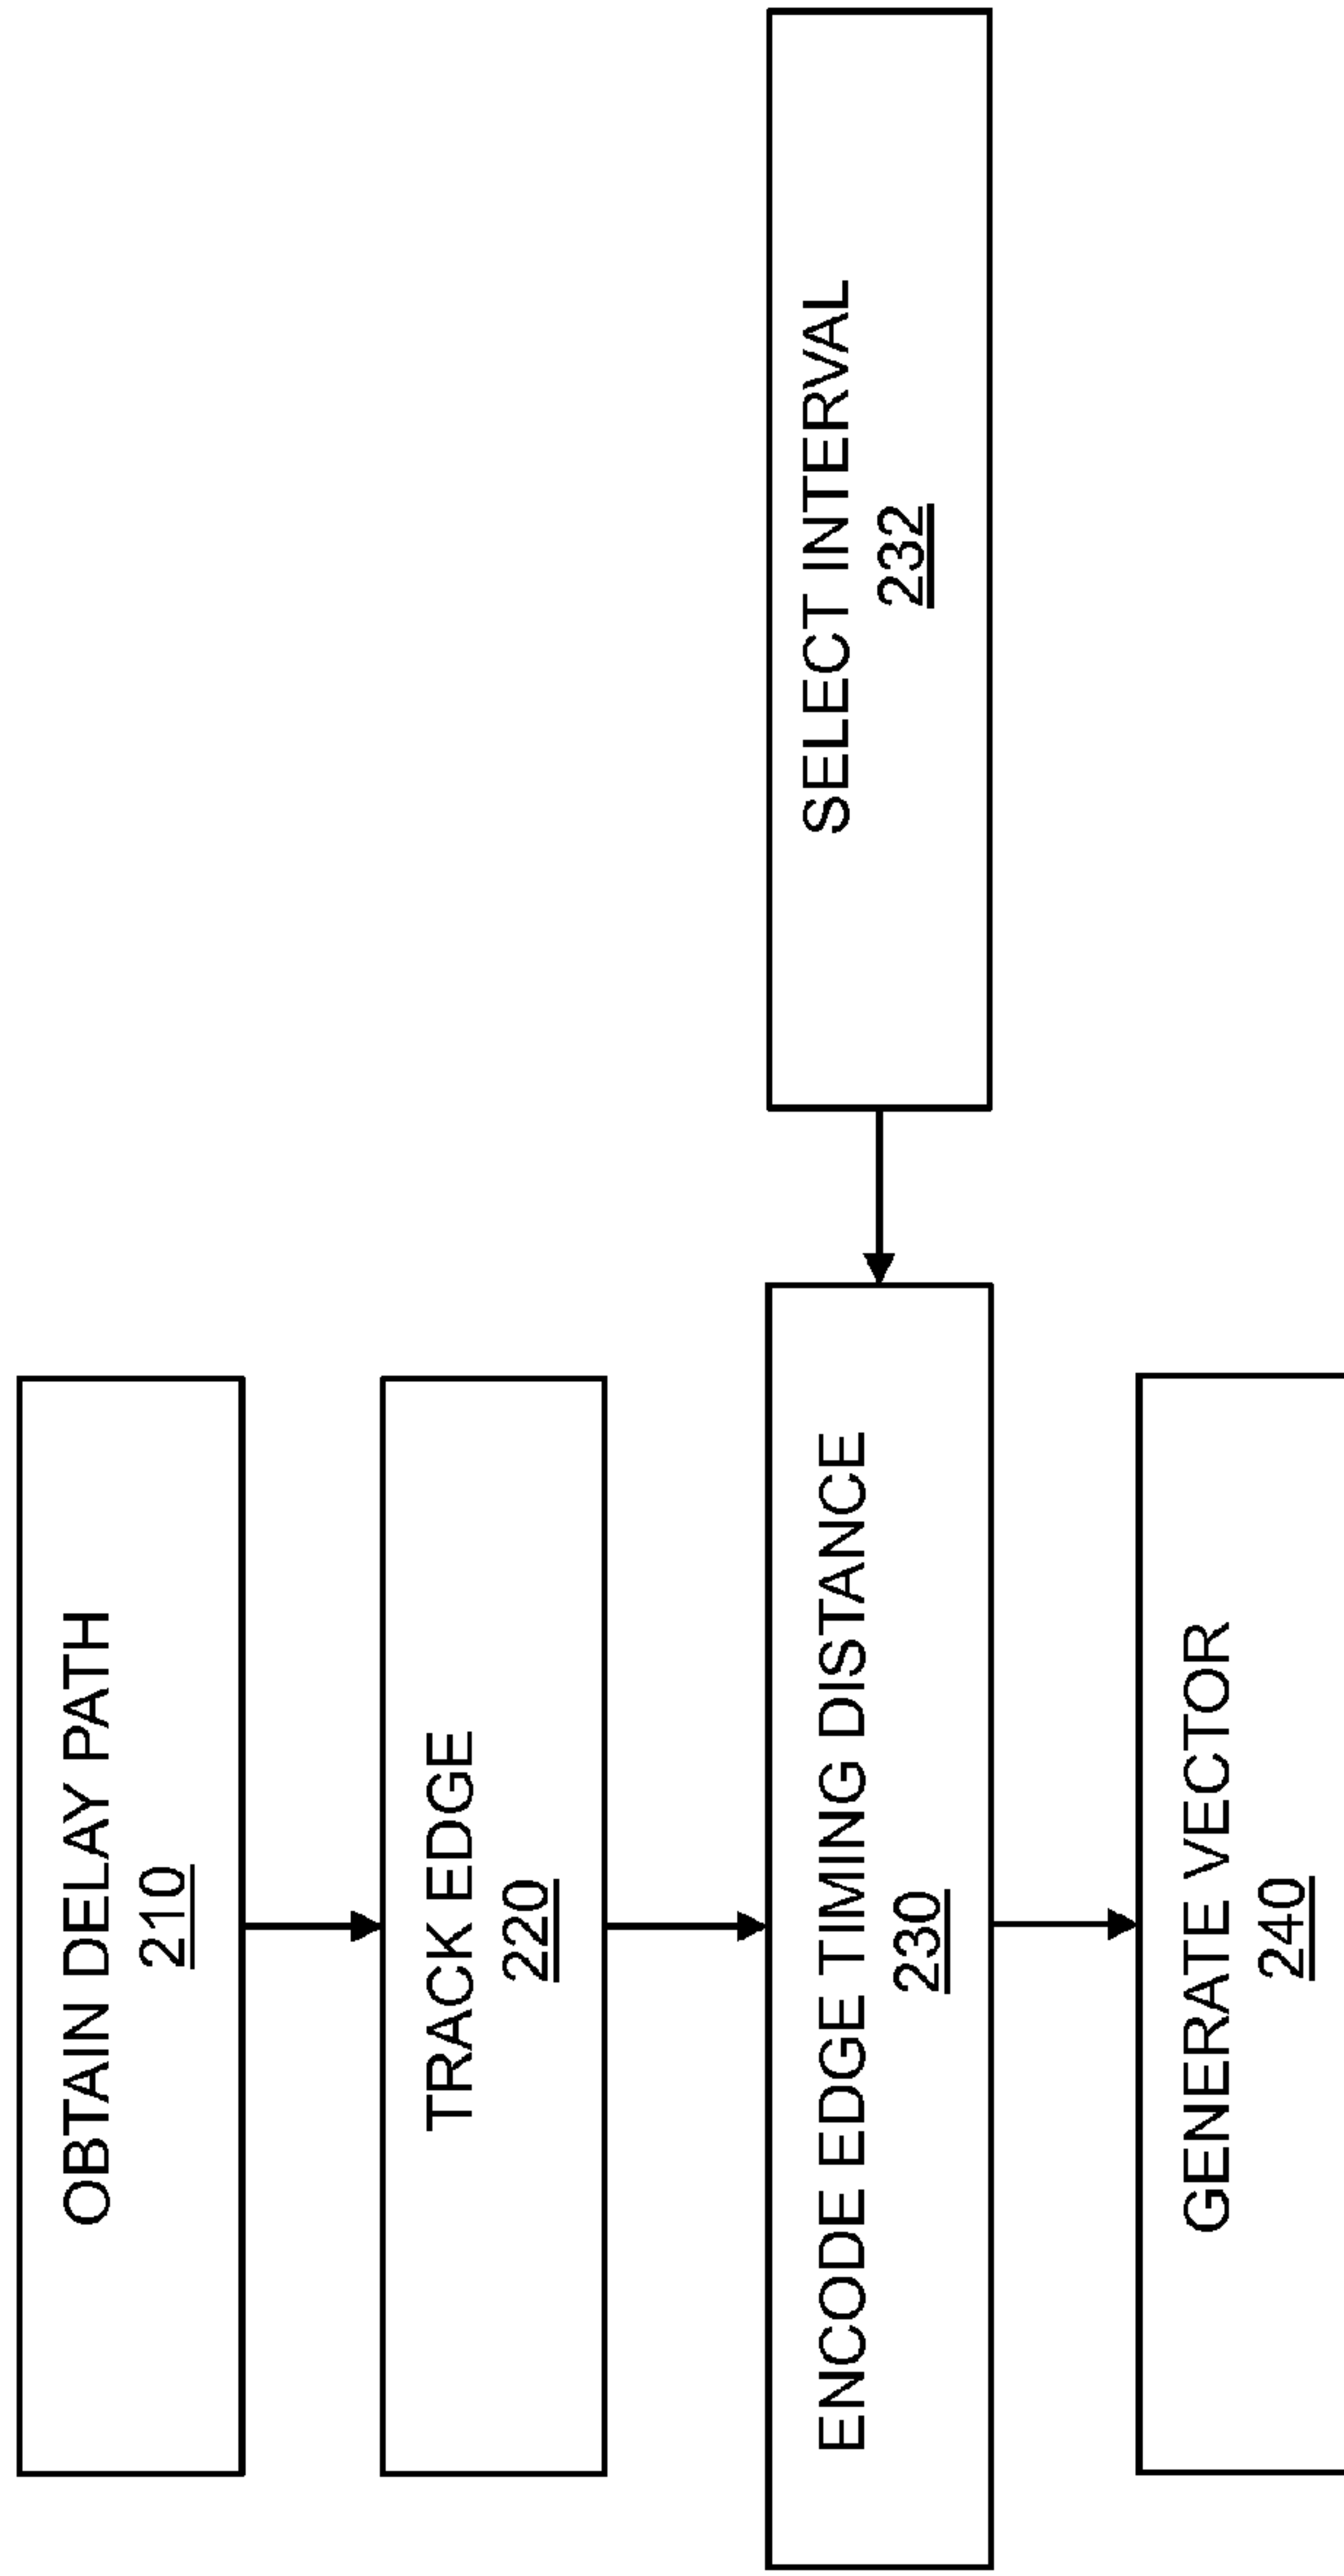 OBTAIN DELAY PATH
210
TRACK EDGE
220
ENCODE EDGE TIMING DISTANCE
230
SELECT INTERVAL
232
GENERATE VECTOR
240